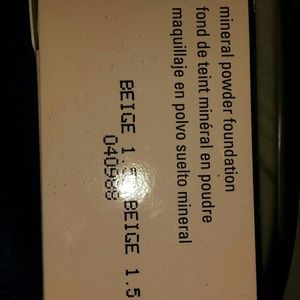 mineral powder foundation
fond de teint minéral en poudre
maquillaje en polvo suelto mineral
BEIGE 1.5 BEIGE 1.5
040988